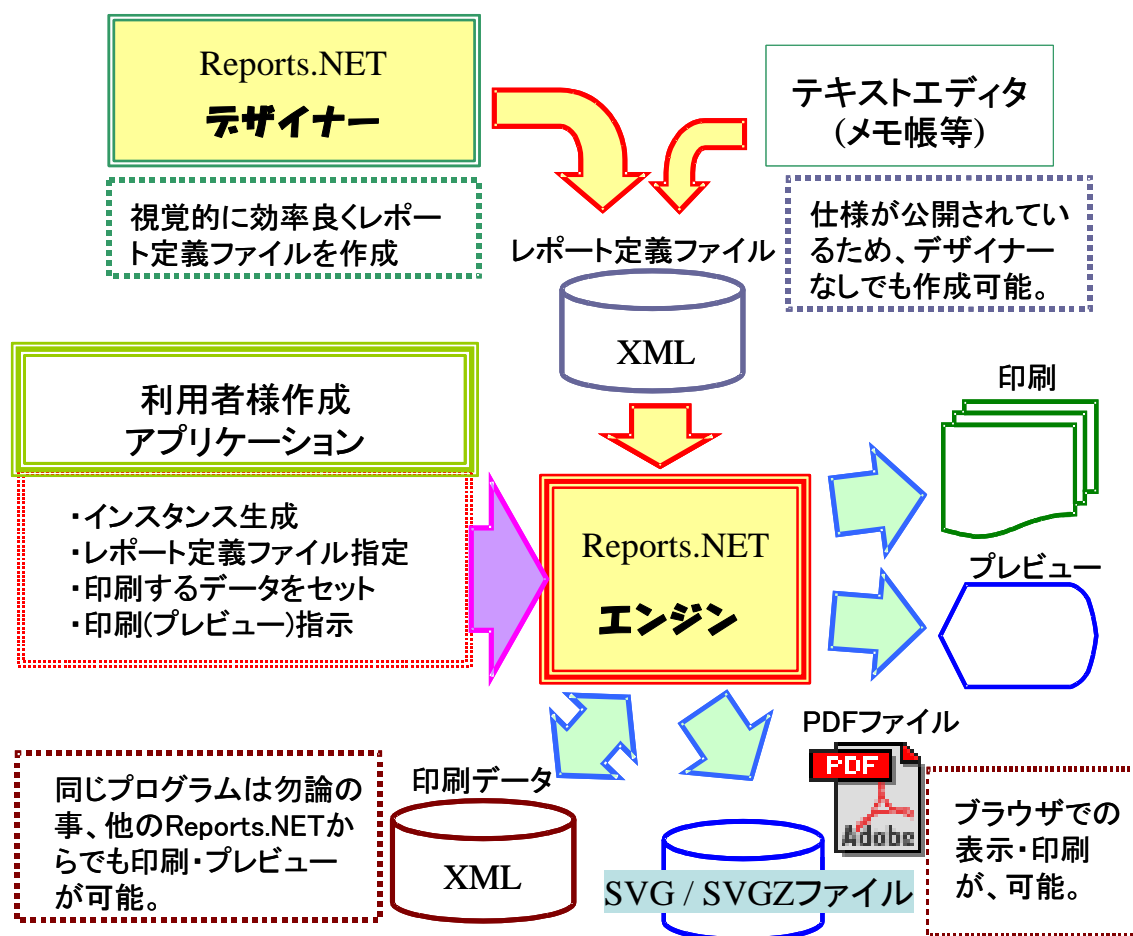 Reports.NET
デザイナー
テキストエディタ
(メモ帳等)
視覚的に効率良くレポー
ト定義ファイルを作成
仕様が公開されてい
るため、デザイナー
なしでも作成可能。
レポート定義ファイル
XML
利用者様作成
アプリケーション
・インスタンス生成
・レポート定義ファイル指定
・印刷するデータをセット
・印刷(プレビュー)指示
Reports.NET
エンジン
印刷
プレビュー
PDFファイル
PDF
Adobe
ブラウザでの
表示・印刷
が、可能。
印刷データ
XML
同じプログラムは勿論の
事、他のReports.NETか
らでも印刷・プレビュー
が可能。
SVG / SVGZファイル